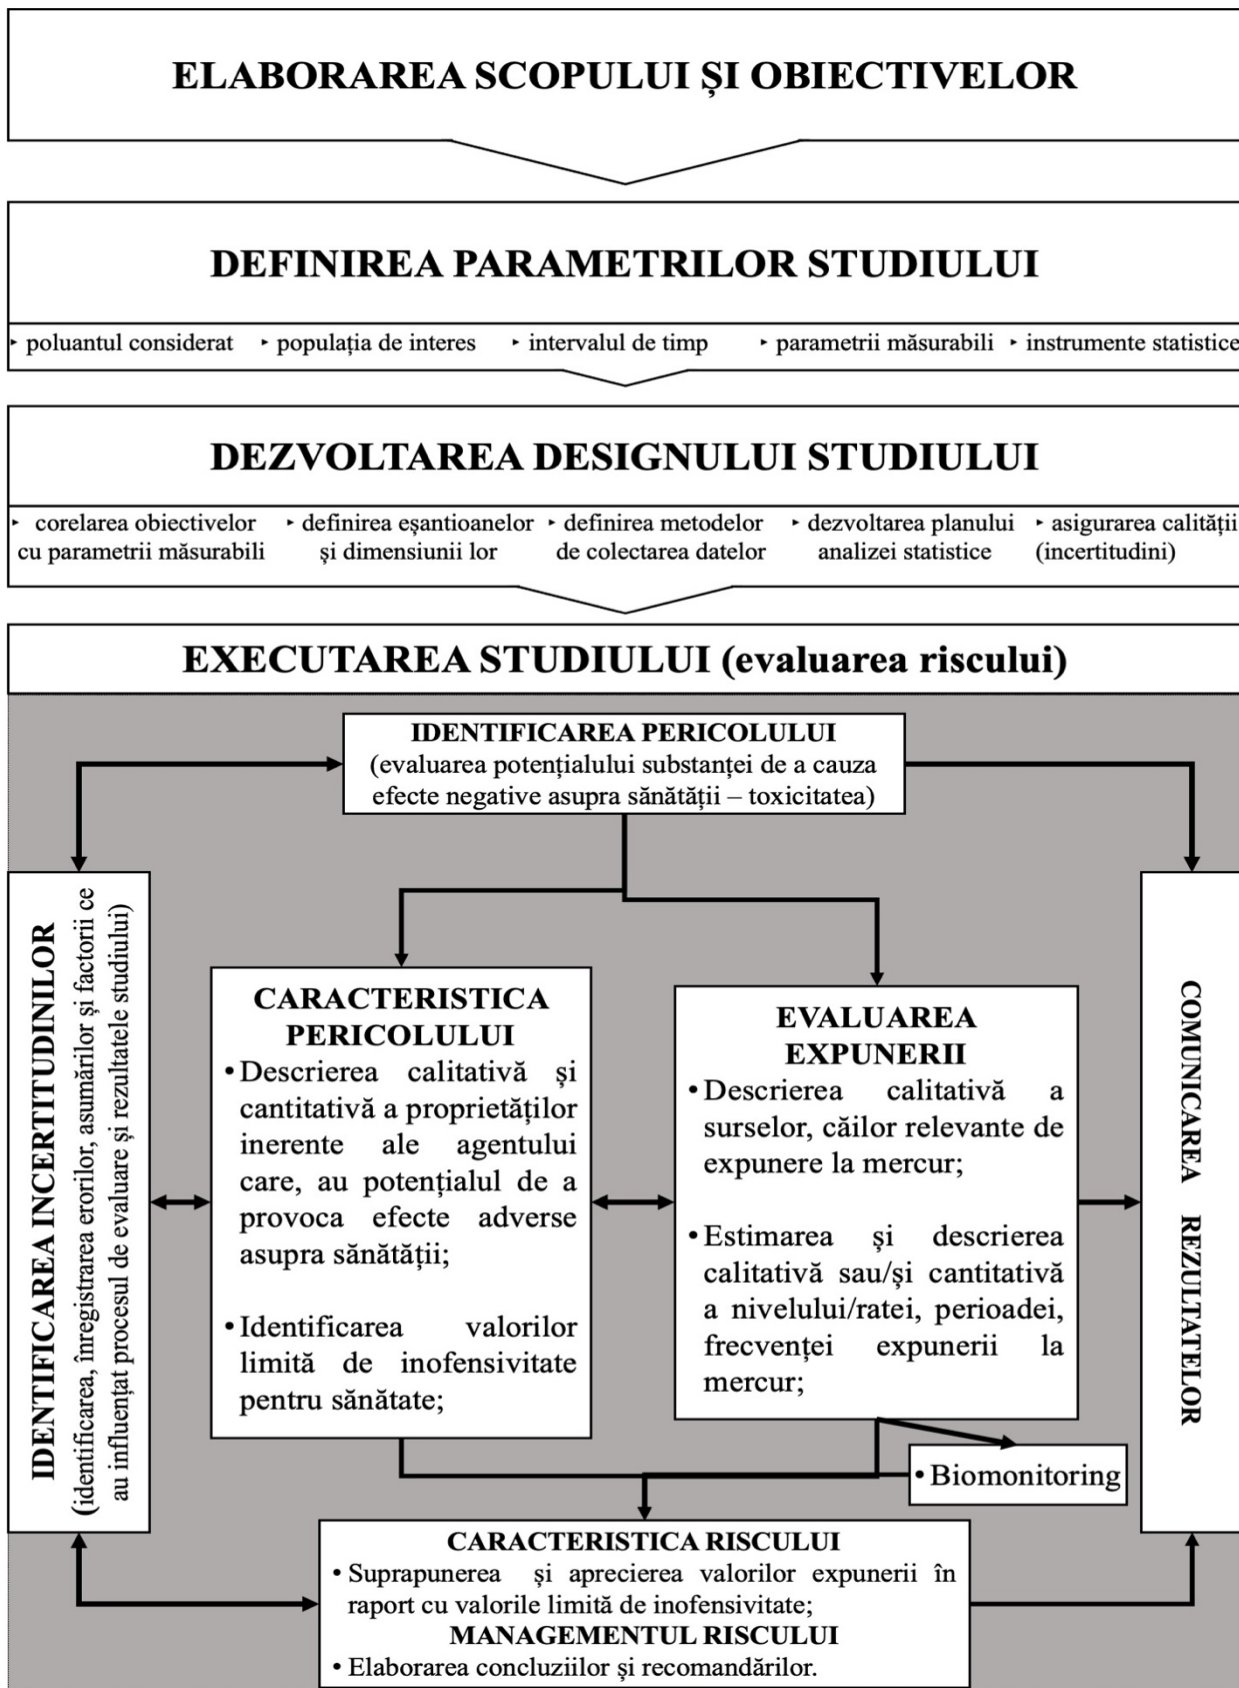 ELABORAREA SCOPULUI ȘI OBIECTIVELOR
DEFINIREA PARAMETRILOR STUDIULUI
‣ poluantul considerat ‣ populația de interes ‣ intervalul de timp ‣ parametrii măsurabili ‣ instrumente statistice
DEZVOLTAREA DESIGNULUI STUDIULUI
‣ corelarea obiectivelor
cu parametrii măsurabili
‣ definirea eșantioanelor
și dimensiunii lor
‣ definirea metodelor
de colectarea datelor
‣ dezvoltarea planului
analizei statistice
‣ asigurarea calității
(incertitudini)
EXECUTAREA STUDIULUI (evaluarea riscului)
IDENTIFICAREA PERICOLULUI
(evaluarea potențialului substanței de a cauza
efecte negative asupra sănătății – toxicitatea)
IDENTIFICAREA INCERTITUDINILOR
(identificarea, înregistrarea erorilor, asumărilor și factorii ce
au influențat procesul de evaluare și rezultatele studiului)
CARACTERISTICA
PERICOLULUI
• Descrierea calitativă și
cantitativă a proprietăților
inerente ale agentului
care, au potențialul de a
provoca efecte adverse
asupra sănătății;
• Identificarea valorilor
limită de inofensivitate
pentru sănătate;
EVALUAREA
EXPUNERII
• Descrierea calitativă a
surselor, căilor relevante de
expunere la mercur;
• Estimarea și descrierea
calitativă sau/și cantitativă
a nivelului/ratei, perioadei,
frecvenței expunerii la
mercur;
• Biomonitoring
COMUNICAREA REZULTATELOR
CARACTERISTICA RISCULUI
• Suprapunerea și aprecierea valorilor expunerii în
raport cu valorile limită de inofensivitate;
MANAGEMENTUL RISCULUI
• Elaborarea concluziilor și recomandărilor.